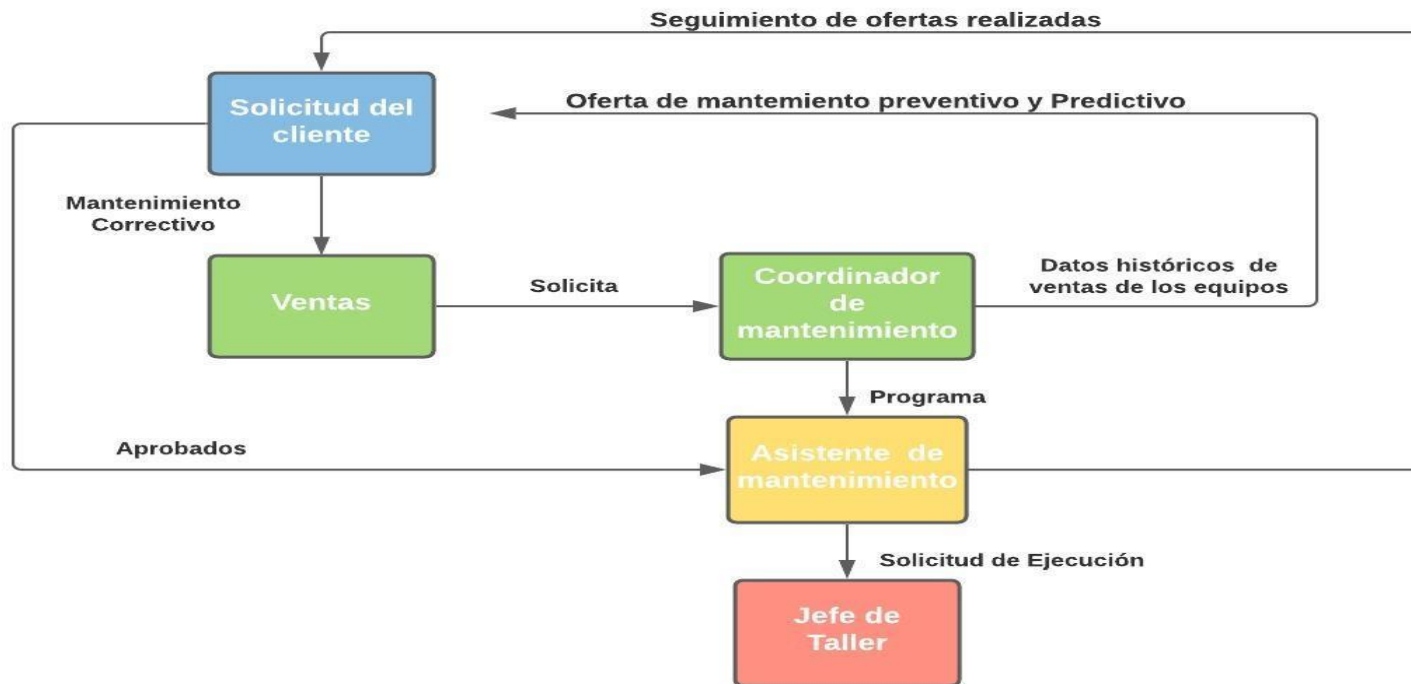 Seguimiento de ofertas realizadas
Solicitud del
cliente
Oferta de mantemiento preventivo y Predictivo
Mantenimiento
Correctivo
Ventas
Solicita
Coordinador
de
mantenimiento
Datos históricos de
ventas de los equipos
Programa
Aprobados
Asistente de
mantenimiento
Solicitud de Ejecución
Jefe de
Taller